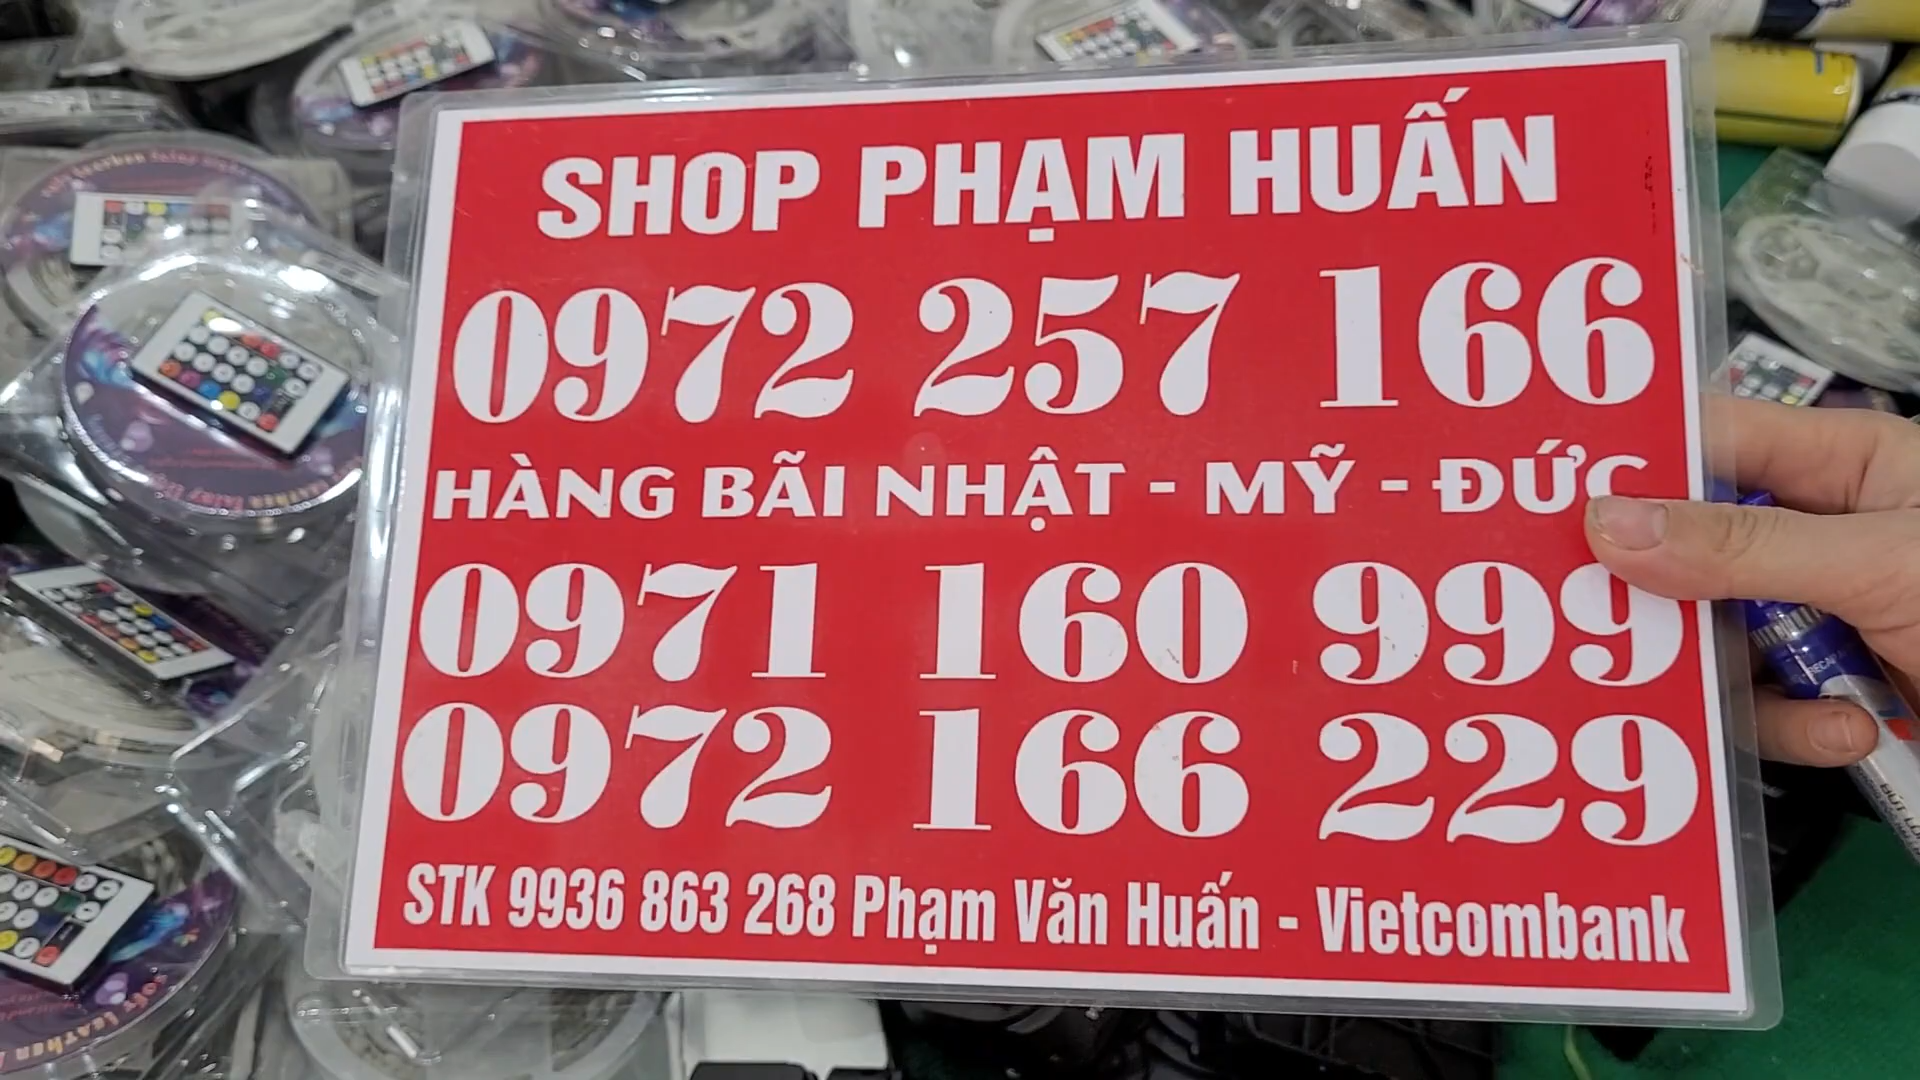 SHOP PHẠM HUẤN
0972 257 166
HÀNG BÃI NHẬT - MỸ - ĐỨC
0971 160 999
0972 166 229
STK 9936 863 268 Phạm Văn Huấn - Vietcombank